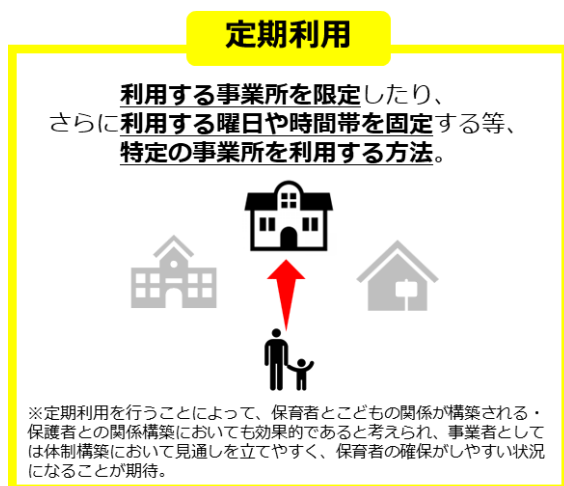 定期利用
利用する事業所を限定したり、
さらに利用する曜日や時間帯を固定する等、
特定の事業所を利用する方法。
※定期利用を行うことによって、保育者とこどもの関係が構築される・
保護者との関係構築においても効果的であると考えられ、事業者として
は体制構築において見通しを立てやすく、保育者の確保がしやすい状況
になることが期待。